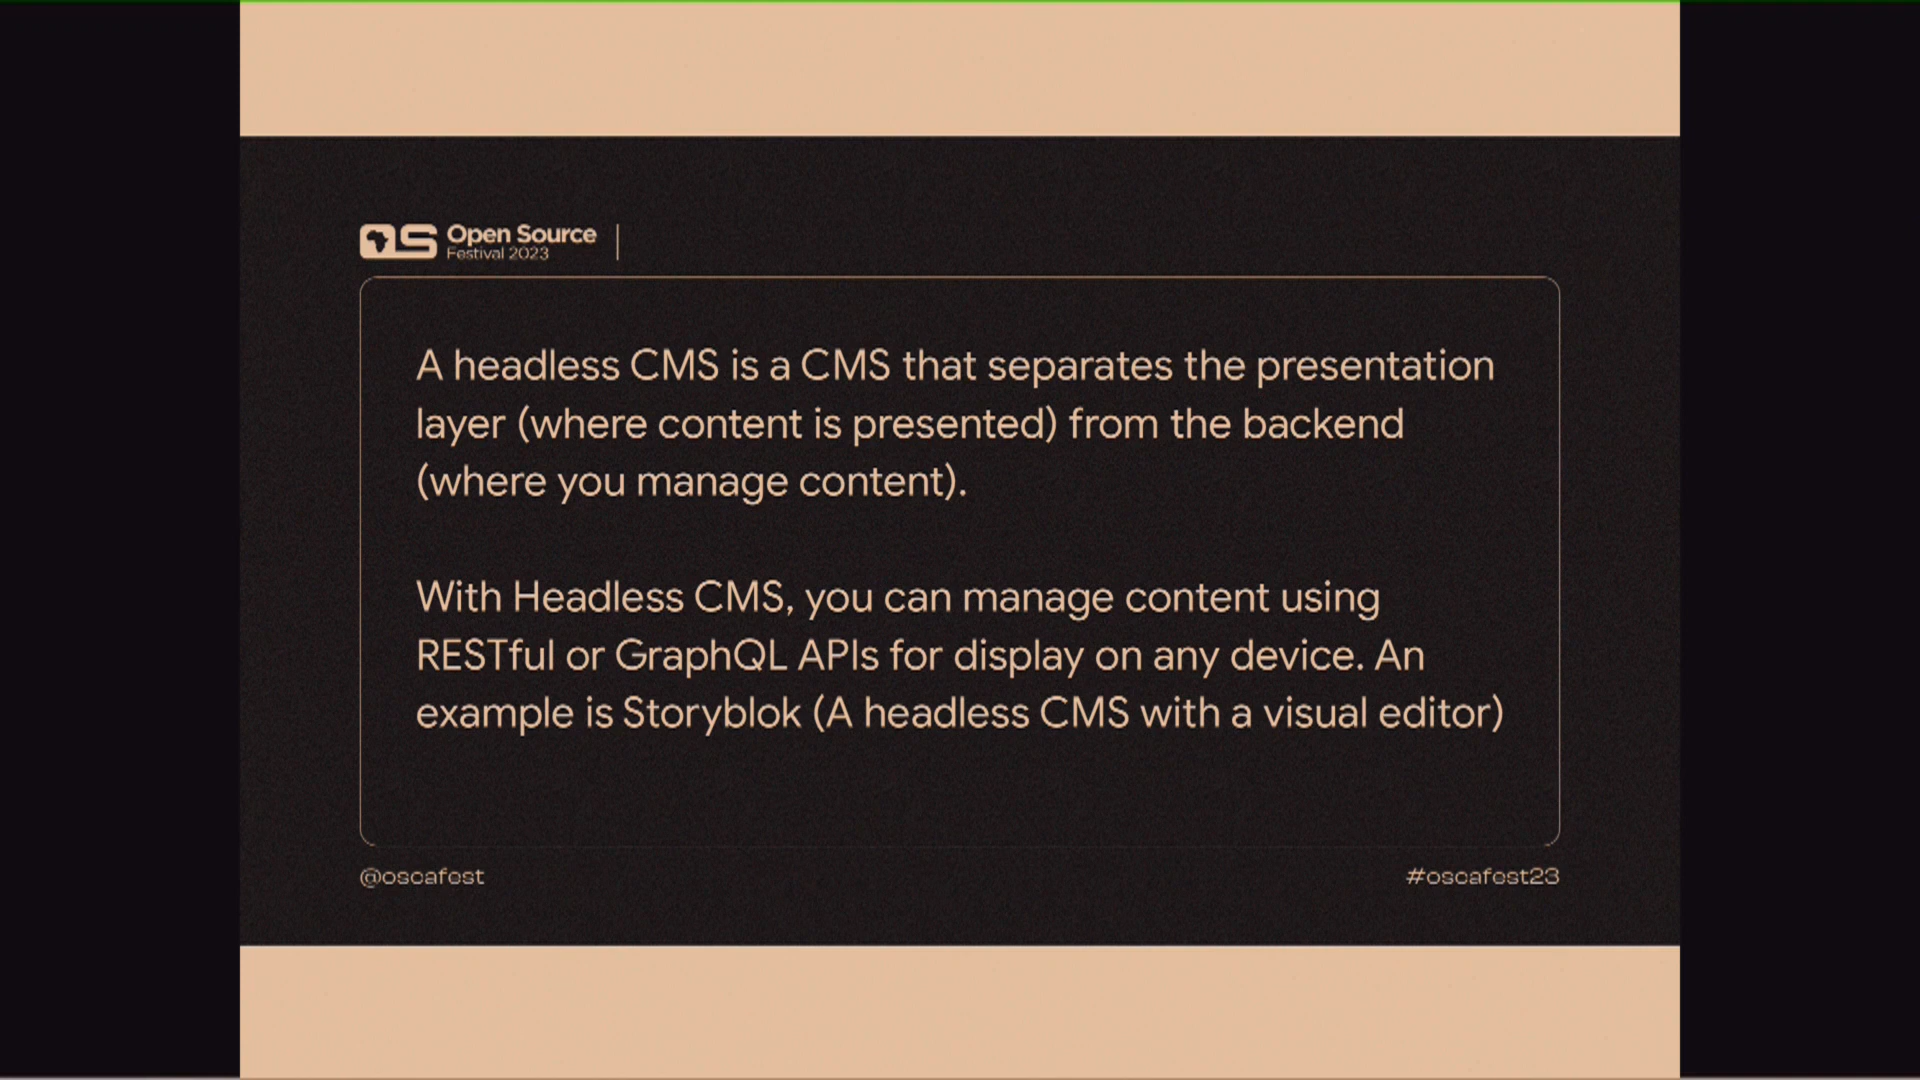 Open Source
Festival 2023
A headless CMS is a CMS that separates the presentation
layer (where content is presented) from the backend
(where you manage content).
With Headless CMS, you can manage content using
RESTful or GraphQL APIs for display on any device. An
example is Storyblok (A headless CMS with a visual editor)
@oscafest
#oscafest23